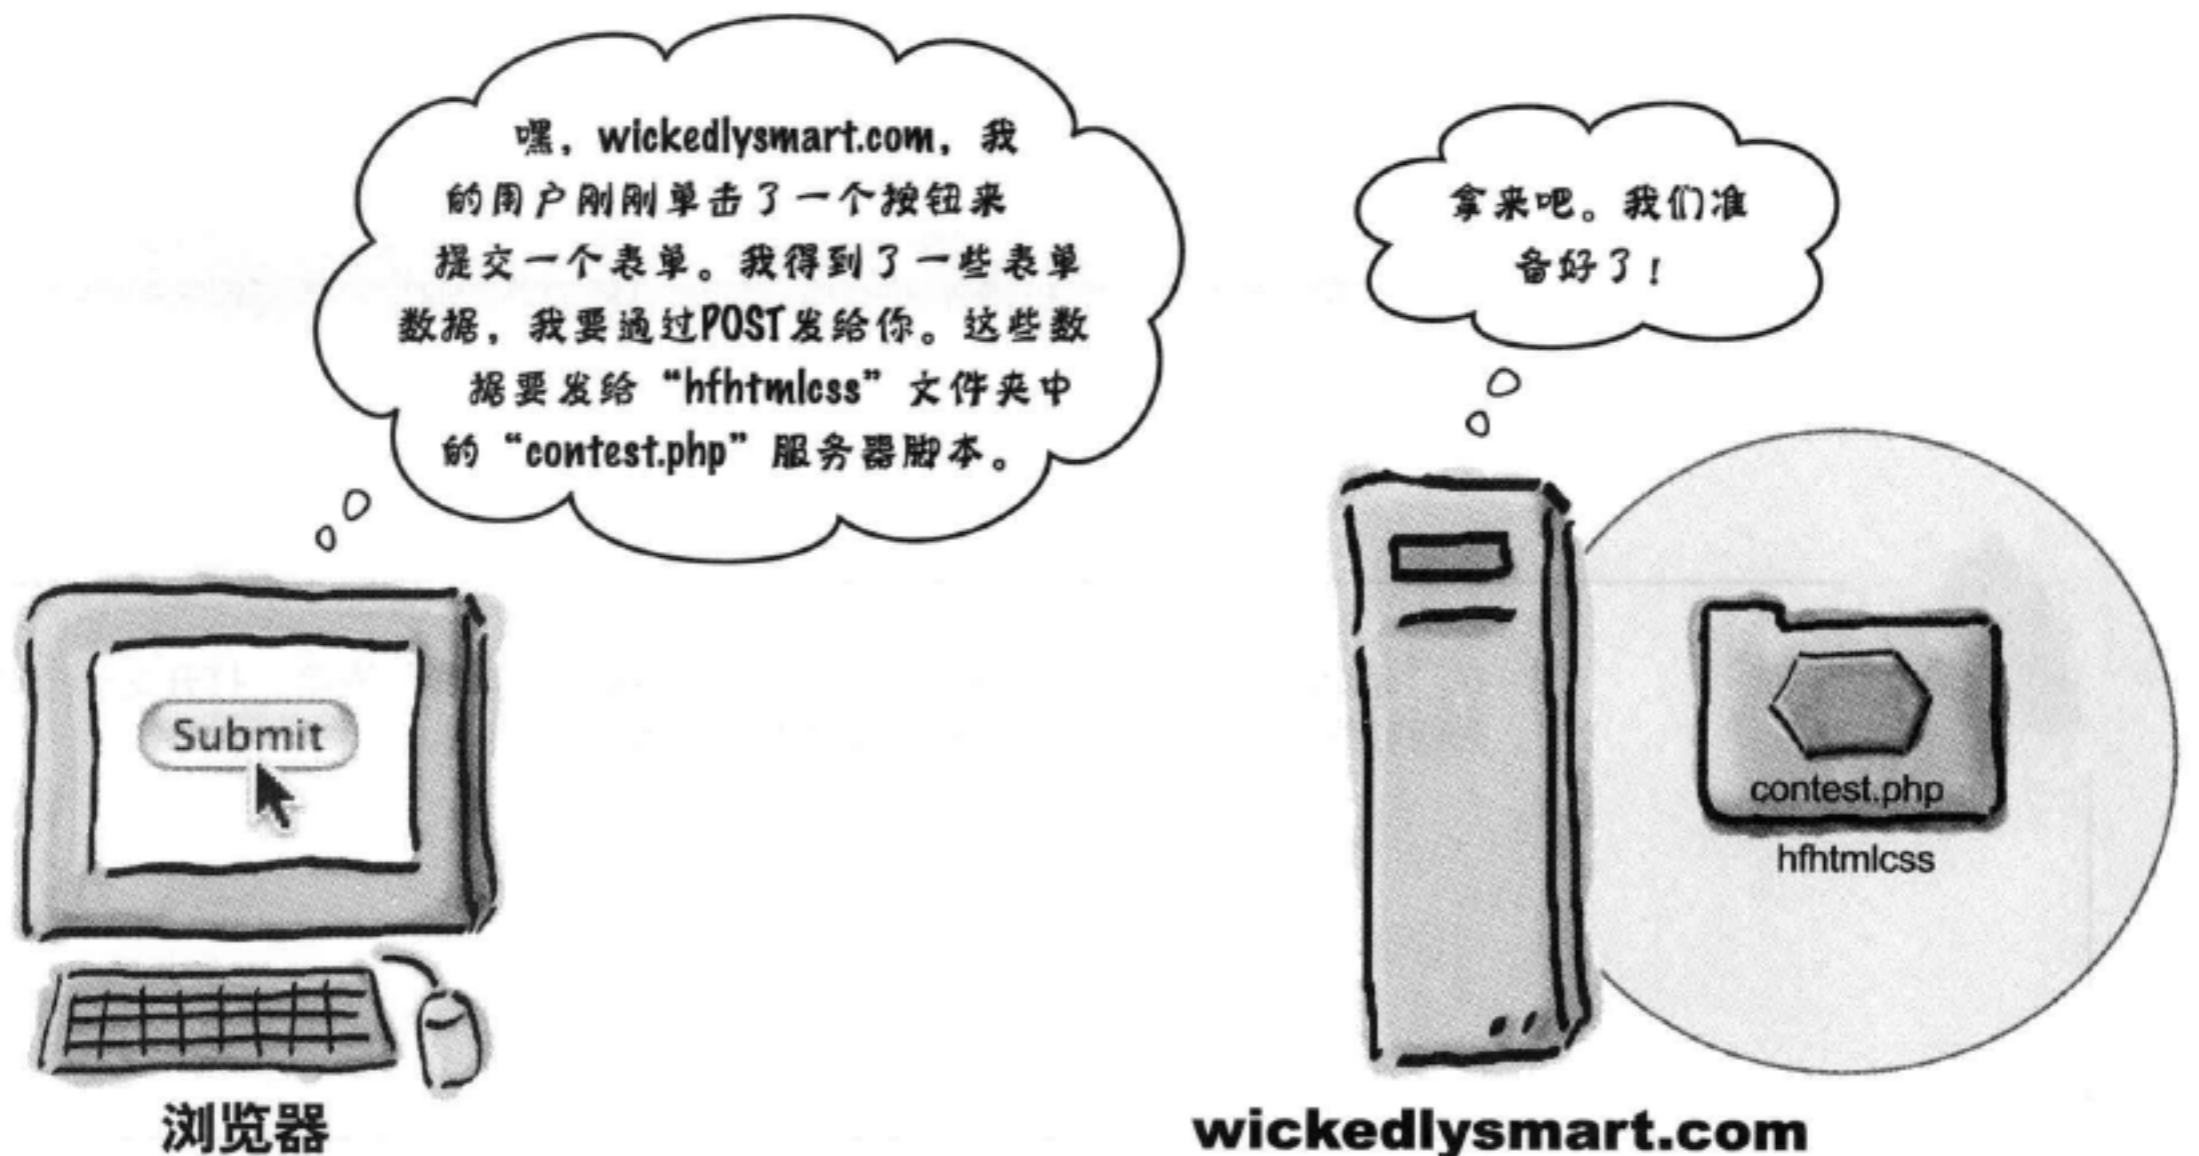 嘿，wickedlysmart.com，我
的用户刚刚单击了一个按钮来
提交一个表单。我得到了一些表单
数据，我要通过POST发给你。这些数
据要发给“hfhtmlcss”文件夹中
的“contest.php”服务器脚本。
拿来吧。我们准
备好了！
Submit
contest.php
hfhtmlcss
浏览器
wickedlysmart.com